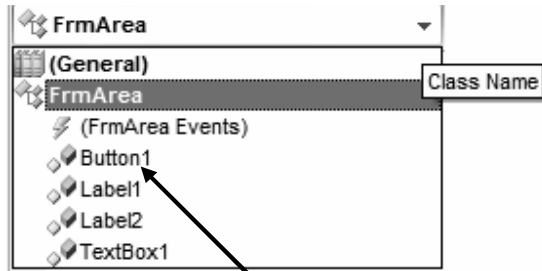 FrmArea
(General)
FrmArea
Class Name
(FrmArea Events)
Button1
Label1
Label2
TextBox1